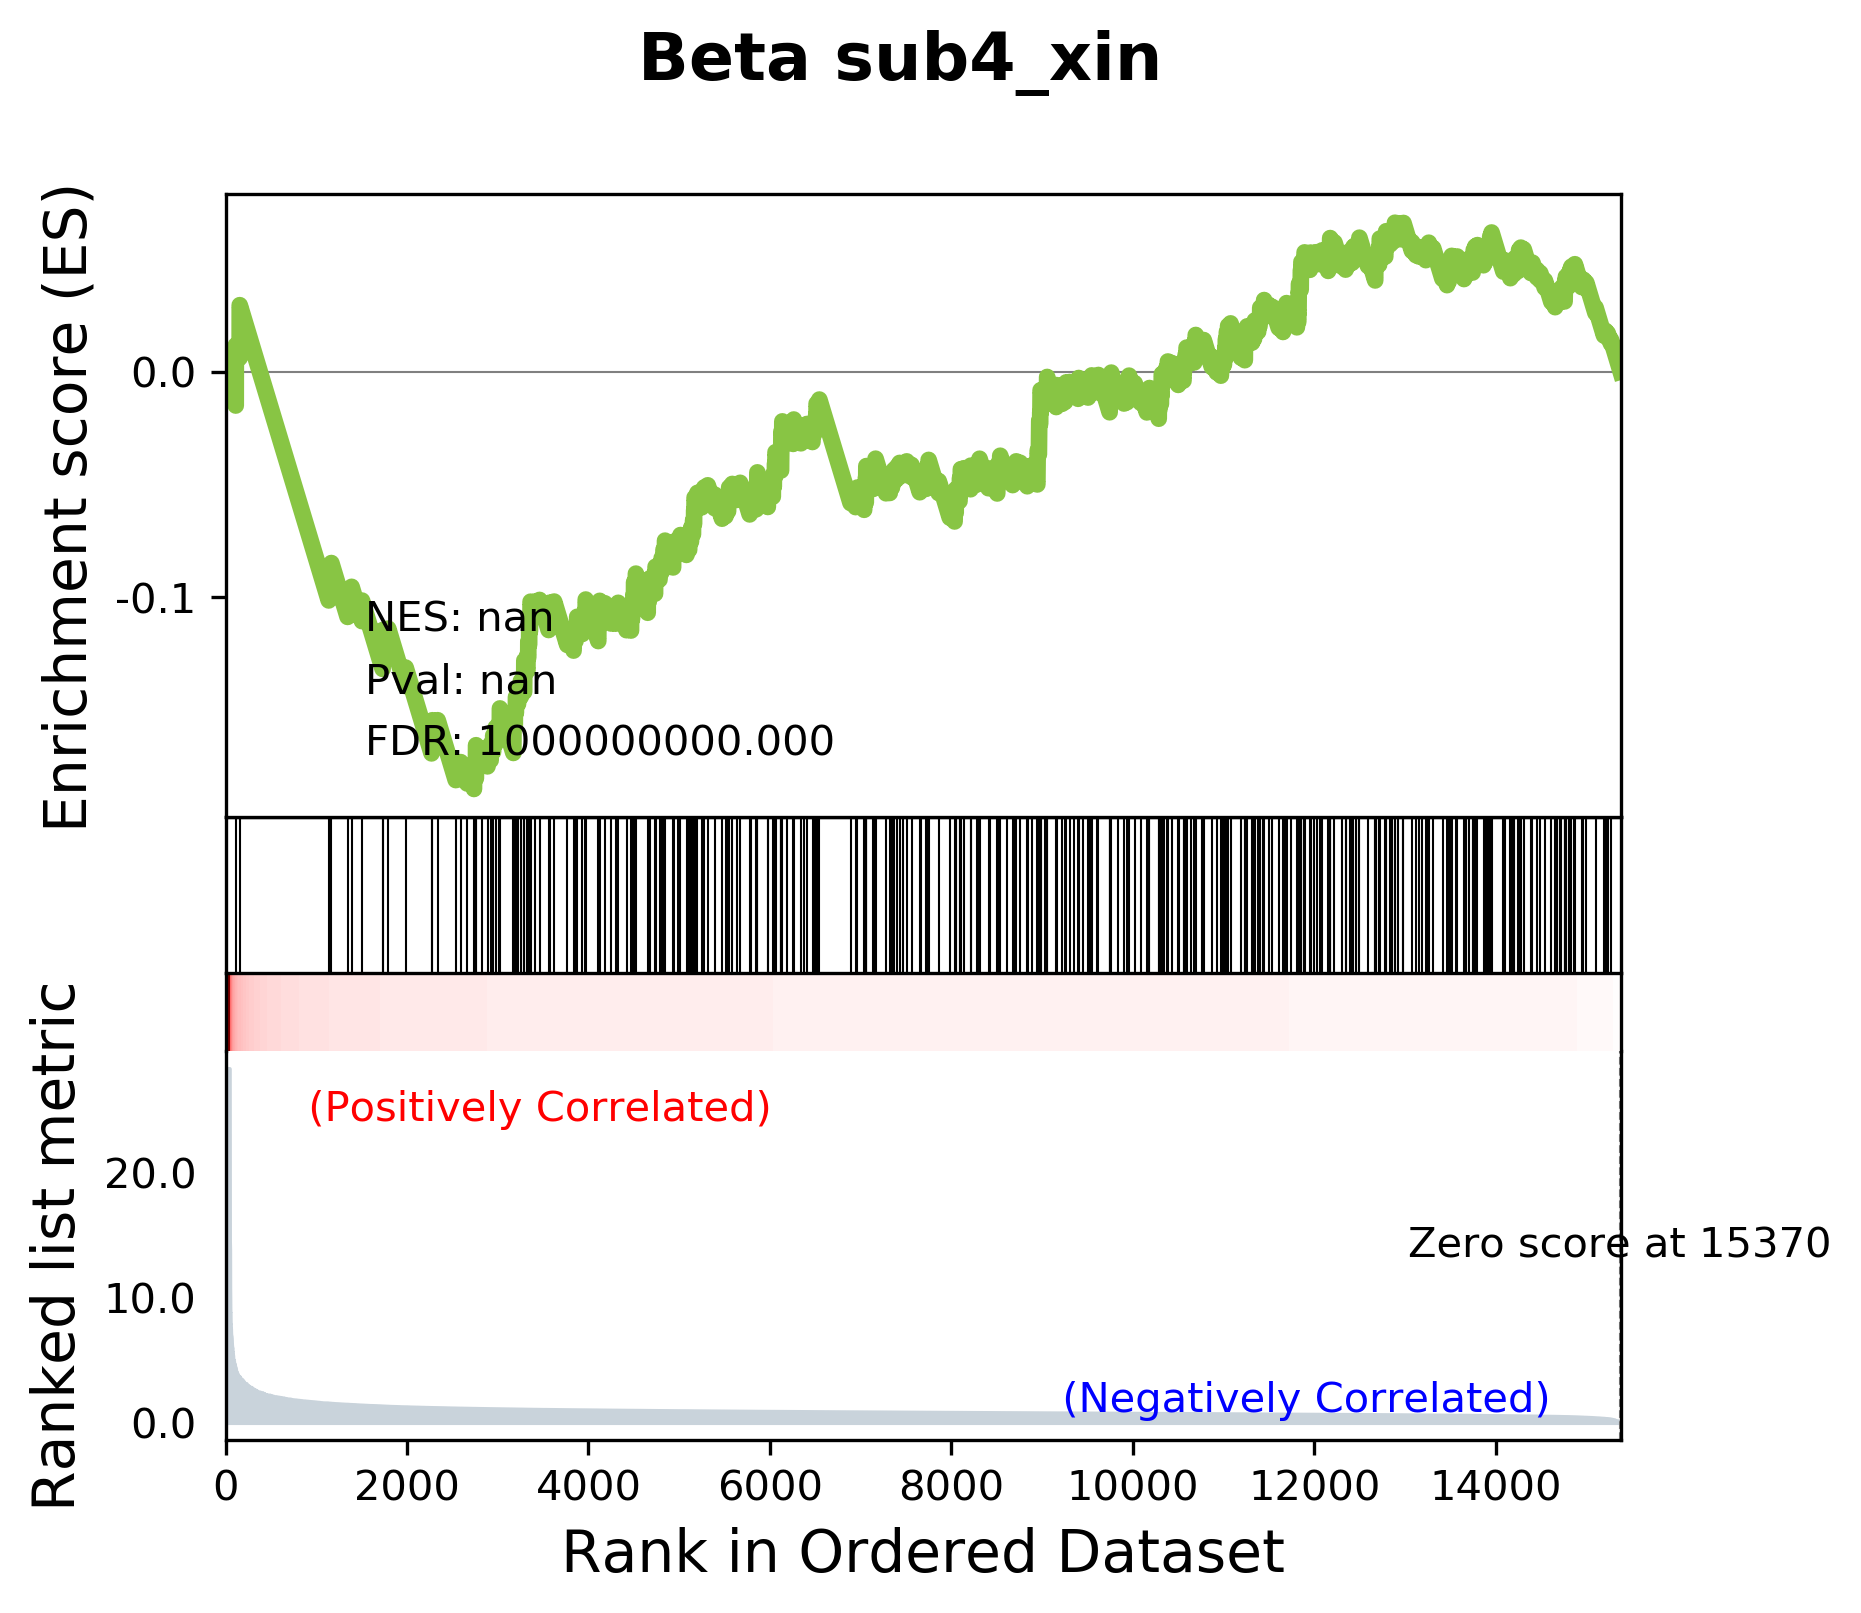 Beta sub4_xin
Enrichment score (ES)
0.0
-0.1
NES: nan
Pval: nan
FDR: 1000000000.000
Ranked list metric
(Positively Correlated)
20.0
Zero score at 15370
10.0
(Negatively Correlated)
0.0
0 2000 4000 6000 8000 10000 12000 14000
Rank in Ordered Dataset